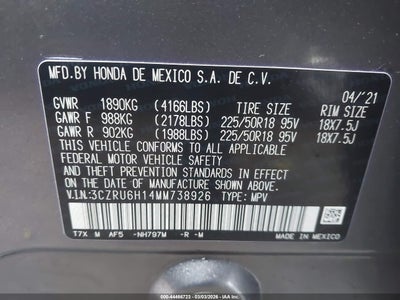 MFD.BY HONDA DE MEXICO S.A. DE C.V.
04/'21
GVWR 1890KG (4166LBS) TIRE SIZE RIM SIZE
GAWR F 988KG (2178LBS) 225/50R18 95V 18X7.5J
GAWR R 902KG (1988LBS) 225/50R18 95V 18X7.5J
THIS VEHICLE CONFORMS TO ALL APPLICABLE
FEDERAL MOTOR VEHICLE SAFETY AND THEFT
PREVENTION STANDARDS IN EFFECT ON THE
DATE OF MANUFACTURE SHOWN ABOVE.
V.I.N:3CZRU6H14MM738926 TYPE: MPV
T7X M AF5 -NH797M -R -M
MADE IN MEXICO